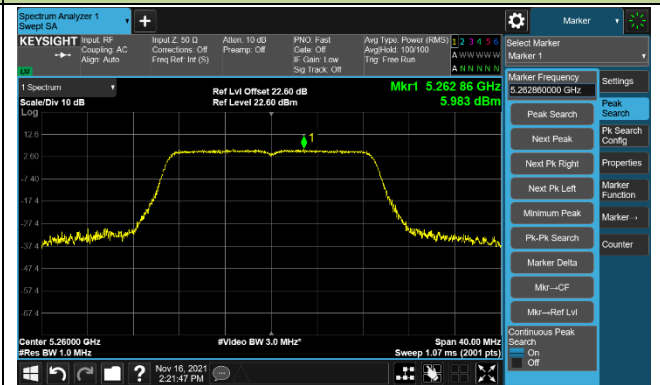 Spectrum Analyzer 1
Swept SA
Marker
KEYSIGHT
Input: RF
Coupling: AC
Align: Auto
Input Z: 50 Ω
Corrections: Off
Freq Ref: Int (S)
Atten: 10 dB
Preamp: Off
PNO: Fast
Gate: Off
IF Gain: Low
Sig Track: Off
Avg Type: Power (RMS)
Avg|Hold: 100/100
Trig: Free Run
1 2 3 4 5 6
A W W W W W
A N N N N N
Select Marker
Marker 1
1 Spectrum
Scale/Div 10 dB
Log
Ref Lvl Offset 22.60 dB
Ref Level 22.60 dBm
Mkr1 5.262 86 GHz
5.983 dBm
12.6
2.60
-7.40
-17.4
-27.4
-37.4
-47.4
-57.4
-67.4
1
Center 5.26000 GHz
#Res BW 1.0 MHz
#Video BW 3.0 MHz*
Span 40.00 MHz
Sweep 1.07 ms (2001 pts)
Marker Frequency
5.262860000 GHz
Peak Search
Next Peak
Next Pk Right
Next Pk Left
Minimum Peak
Pk-Pk Search
Marker Delta
Mkr→CF
Mkr→Ref Lvl
Continuous Peak
Search
On
Off
Settings
Peak
Search
Pk Search
Config
Properties
Marker
Function
Marker→
Counter
Nov 16, 2021
2:21:47 PM